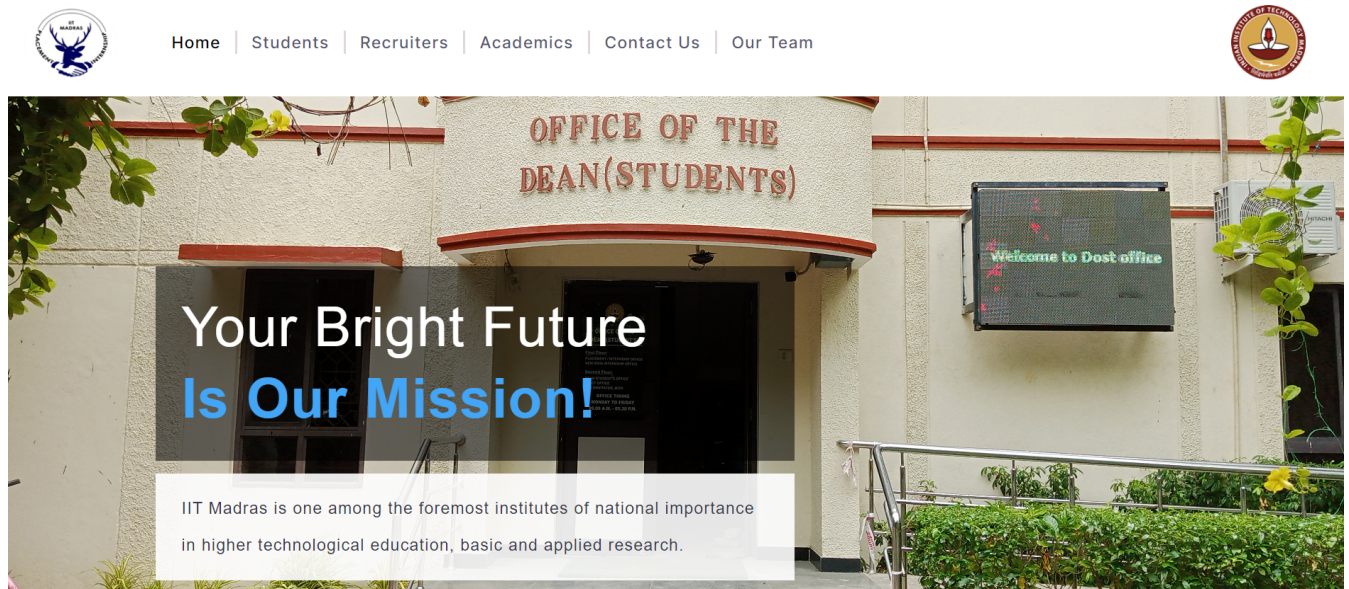 IIT
MADRAS
PLACEMENT
INTERNSHIP
Home
Students
Recruiters
Academics
Contact Us
Our Team
INDIAN INSTITUTE OF TECHNOLOGY MADRAS
OFFICE OF THE
DEAN(STUDENTS)
Welcome to Dost office
HITACHI
Your Bright Future
Is Our Mission!
OFFICE TIMING
MONDAY TO FRIDAY
IIT Madras is one among the foremost institutes of national importance
in higher technological education, basic and applied research.